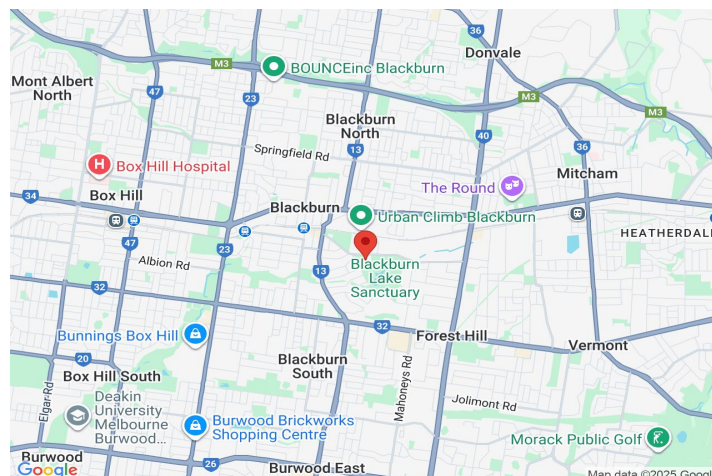 36
Donvale
M3
BOUNCEinc Blackburn
Mont Albert
North
47
23
M3
M3
Blackburn
North
13
40
36
Springfield Rd
Box Hill Hospital
The Round
Mitcham
34
Box Hill
Blackburn
Urban Climb Blackburn
HEATHERDALE
47
23
Albion Rd
13
Blackburn
Lake
Sanctuary
32
Bunnings Box Hill
32
Forest Hill
Vermont
20
Blackburn
South
Box Hill South
Elgar Rd
Mahoneys Rd
Jolimont Rd
Deakin
University
Melbourne
Burwood...
Burwood Brickworks
Shopping Centre
Morack Public Golf
Burwood
Google
26
Burwood East
Map data ©2025 Google